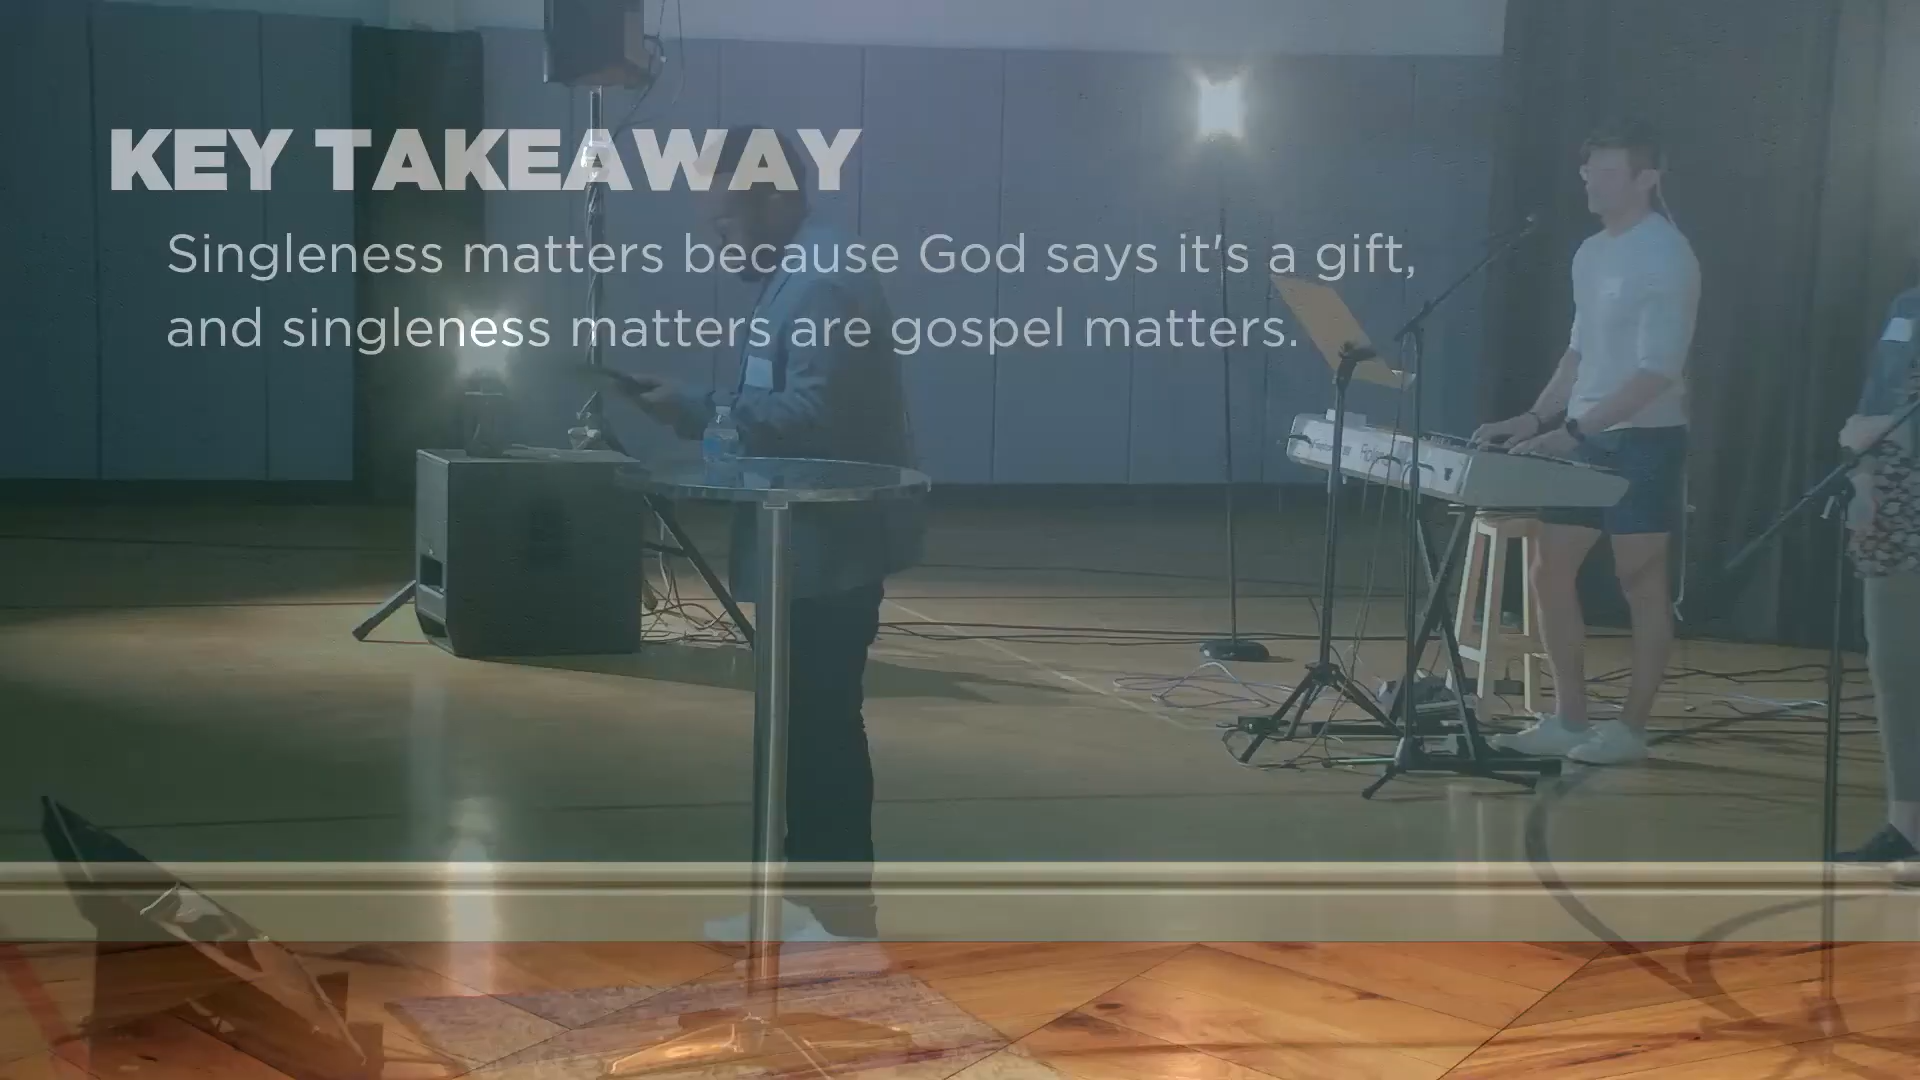 KEY TAKEAWAY
Singleness matters because God says it's a gift,
and singleness matters are gospel matters.